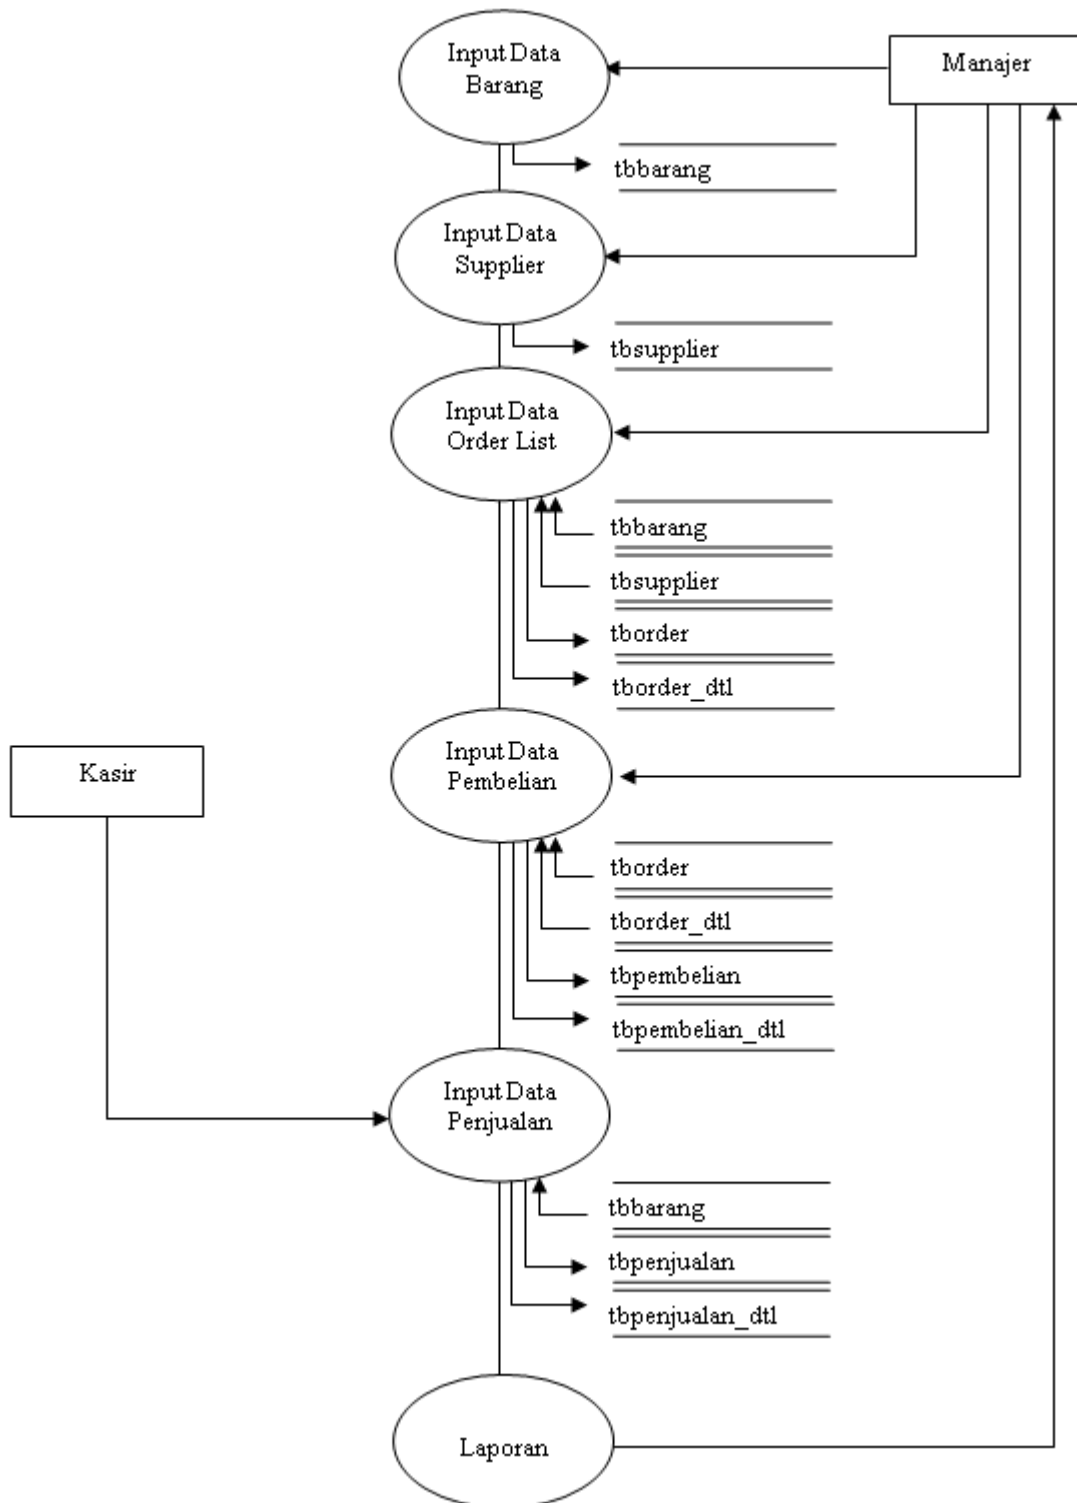 Input Data
Barang
Manajer
tbbarang
Input Data
Supplier
tbsupplier
Input Data
Order List
tbbarang
tbsupplier
tborder
tborder_dtl
Input Data
Pembelian
Kasir
tborder
tborder_dtl
tbpembelian
tbpembelian_dtl
Input Data
Penjualan
tbbarang
tbpenjualan
tbpenjualan_dtl
Laporan